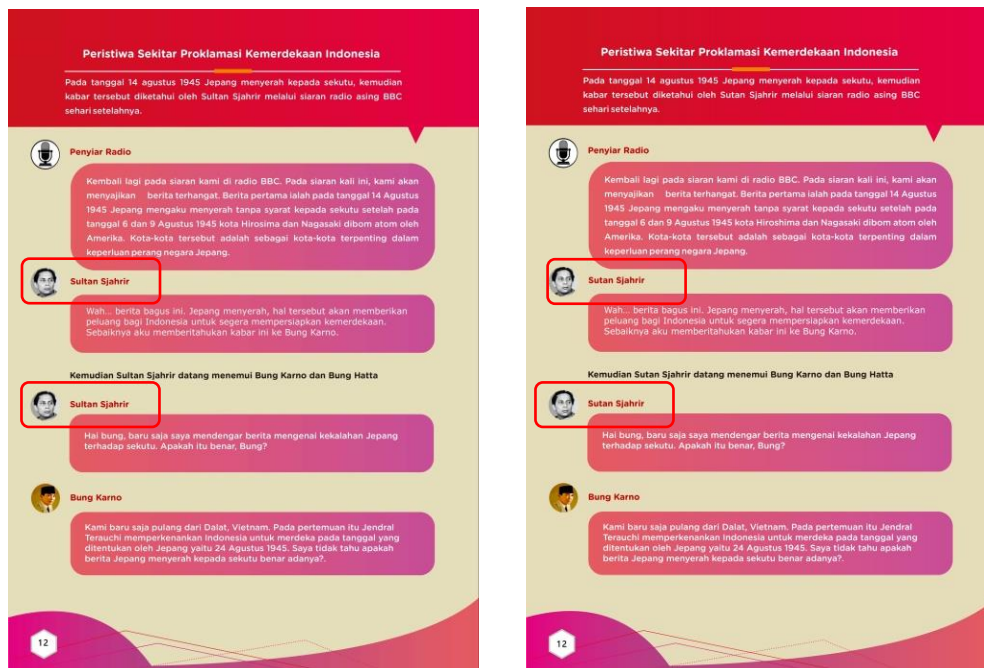 Peristiwa Sekitar Proklamasi Kemerdekaan Indonesia
Pada tanggal 14 agustus 1945 Jepang menyerah kepada sekutu, kemudian
kabar tersebut diketahui oleh Sultan Sjahrir melalui siaran radio asing BBC
sehari setelahnya.
Penyiar Radio
Kembali lagi pada siaran kami di radio BBC. Pada siaran kali ini, kami akan
menyajikan berita terhangat. Berita pertama ialah pada tanggal 14 Agustus
1945 Jepang mengaku menyerah tanpa syarat kepada sekutu setelah pada
tanggal 6 dan 9 Agustus 1945 kota Hirosima dan Nagasaki dibom atom oleh
Amerika. Kota-kota tersebut adalah sebagai kota-kota terpenting dalam
keperluan perang negara Jepang.
Sultan Sjahrir
Wah... berita bagus ini. Jepang menyerah, hal tersebut akan memberikan
peluang bagi Indonesia untuk segera mempersiapkan kemerdekaan.
Sebaiknya aku memberitahukan kabar ini ke Bung Karno.
Kemudian Sultan Sjahrir datang menemui Bung Karno dan Bung Hatta
Sultan Sjahrir
Hai bung, baru saja saya mendengar berita mengenai kekalahan Jepang
terhadap sekutu. Apakah itu benar, Bung?
Bung Karno
Kami baru saja pulang dari Dalat, Vietnam. Pada pertemuan itu Jendral
Terauchi memperkenankan Indonesia untuk merdeka pada tanggal yang
ditentukan oleh Jepang yaitu 24 Agustus 1945. Saya tidak tahu apakah
berita Jepang menyerah kepada sekutu benar adanya?.
12
Peristiwa Sekitar Proklamasi Kemerdekaan Indonesia
Pada tanggal 14 agustus 1945 Jepang menyerah kepada sekutu, kemudian
kabar tersebut diketahui oleh Sutan Sjahrir melalui siaran radio asing BBC
sehari setelahnya.
Penyiar Radio
Kembali lagi pada siaran kami di radio BBC. Pada siaran kali ini, kami akan
menyajikan berita terhangat. Berita pertama ialah pada tanggal 14 Agustus
1945 Jepang mengaku menyerah tanpa syarat kepada sekutu setelah pada
tanggal 6 dan 9 Agustus 1945 kota Hiroshima dan Nagasaki dibom atom oleh
Amerika. Kota-kota tersebut adalah sebagai kota-kota terpenting dalam
keperluan perang negara Jepang.
Sutan Sjahrir
Wah... berita bagus ini. Jepang menyerah, hal tersebut akan memberikan
peluang bagi Indonesia untuk segera mempersiapkan kemerdekaan.
Sebaiknya aku memberitahukan kabar ini ke Bung Karno.
Kemudian Sutan Sjahrir datang menemui Bung Karno dan Bung Hatta
Sutan Sjahrir
Hai bung, baru saja saya mendengar berita mengenai kekalahan Jepang
terhadap sekutu. Apakah itu benar, Bung?
Bung Karno
Kami baru saja pulang dari Dalat, Vietnam. Pada pertemuan itu Jendral
Terauchi memperkenankan Indonesia untuk merdeka pada tanggal yang
ditentukan oleh Jepang yaitu 24 Agustus 1945. Saya tidak tahu apakah
berita Jepang menyerah kepada sekutu benar adanya?.
12